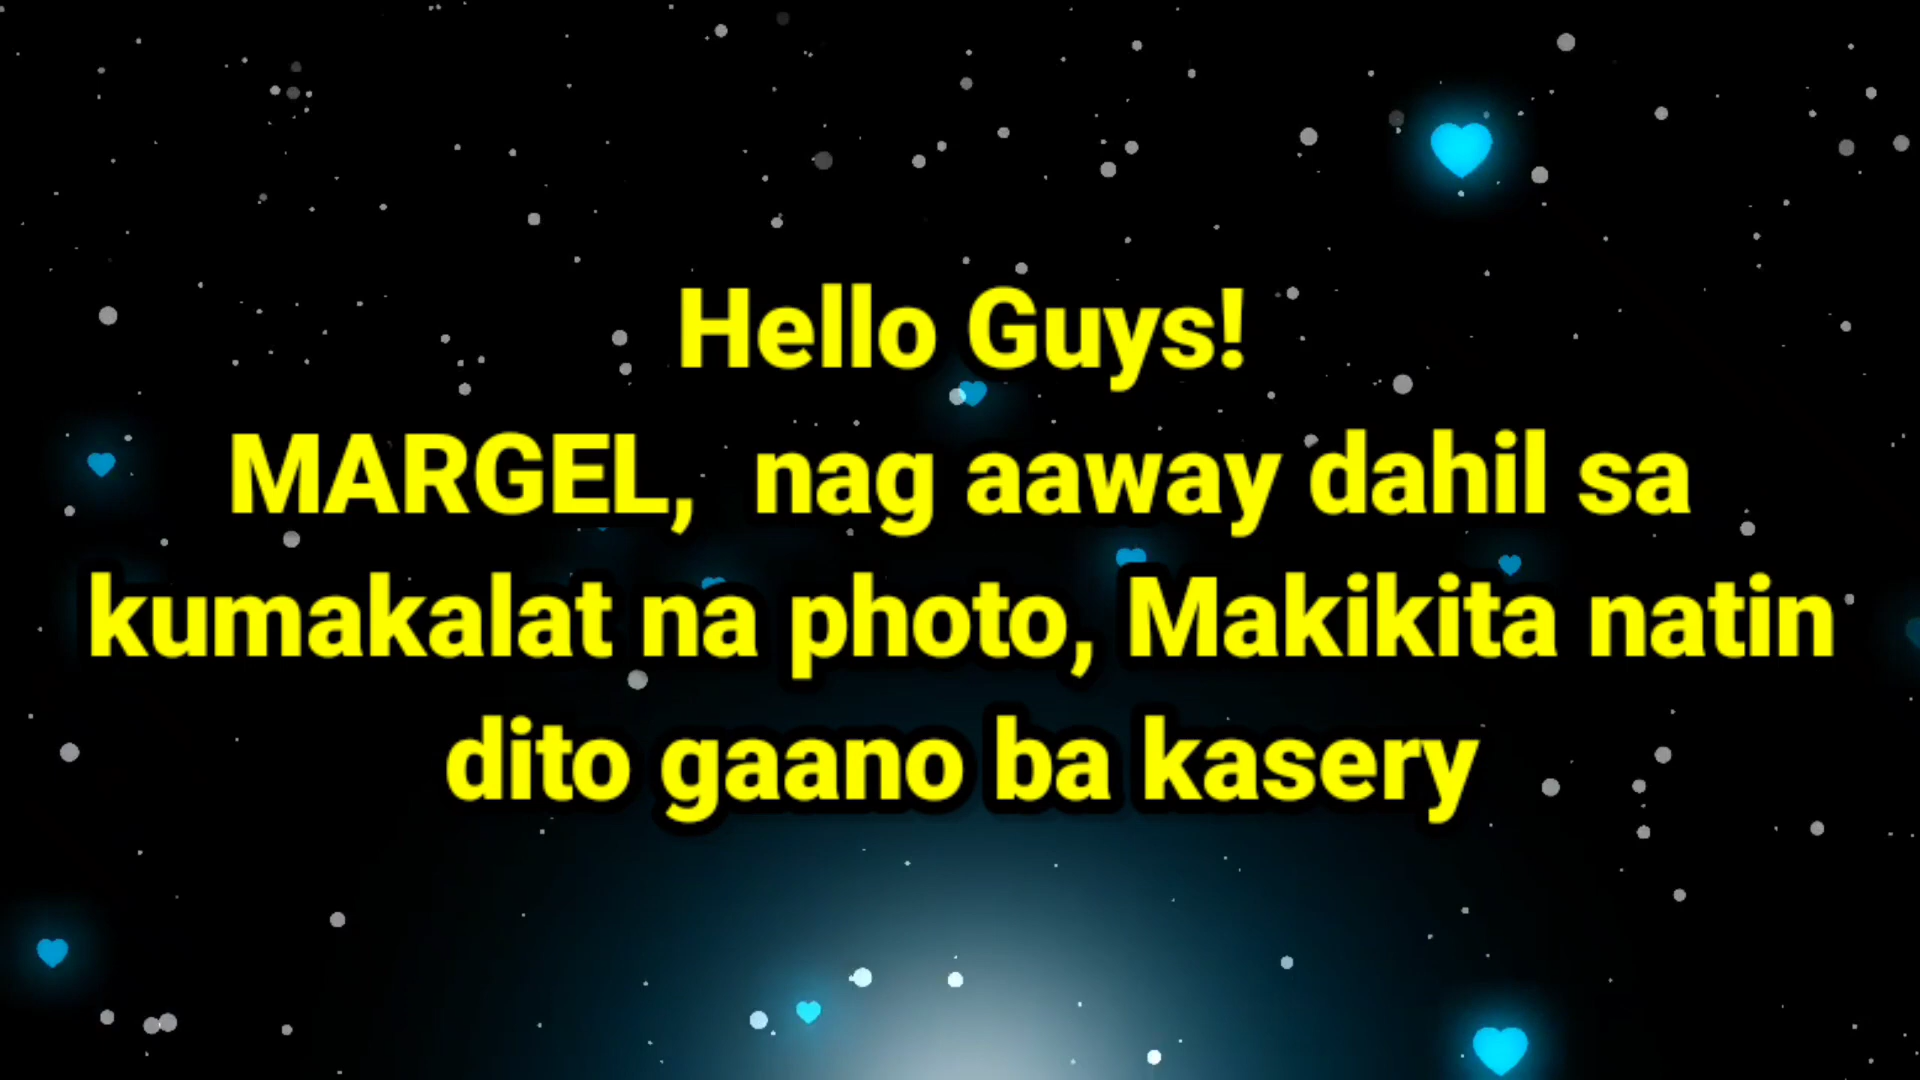 Hello Guys!
MARGEL,  nag aaway dahil sa
kumakalat na photo, Makikita natin
dito gaano ba kasery